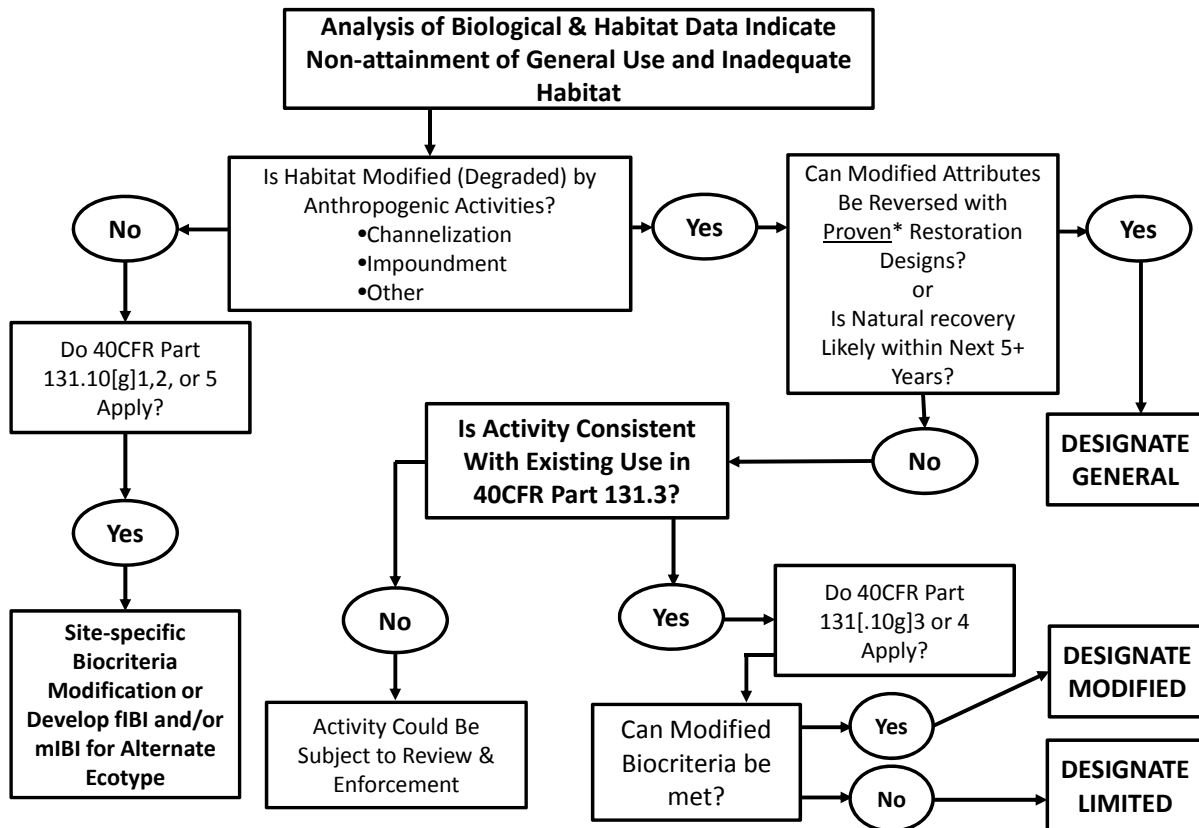 Analysis of Biological & Habitat Data Indicate
Non-attainment of General Use and Inadequate
Habitat
Is Habitat Modified (Degraded) by
Anthropogenic Activities?
•Channelization
•Impoundment
•Other
No
Yes
Can Modified Attributes
Be Reversed with
Proven* Restoration
Designs?
or
Is Natural recovery
Likely within Next 5+
Years?
Yes
DESIGNATE
GENERAL
Do 40CFR Part
131.10[g]1,2, or 5
Apply?
Yes
Site-specific
Biocriteria
Modification or
Develop fIBI and/or
mIBI for Alternate
Ecotype
No
Is Activity Consistent
With Existing Use in
40CFR Part 131.3?
No
Activity Could Be
Subject to Review &
Enforcement
Yes
Do 40CFR Part
131[.10g]3 or 4
Apply?
Can Modified
Biocriteria be
met?
Yes
DESIGNATE
MODIFIED
No
DESIGNATE
LIMITED